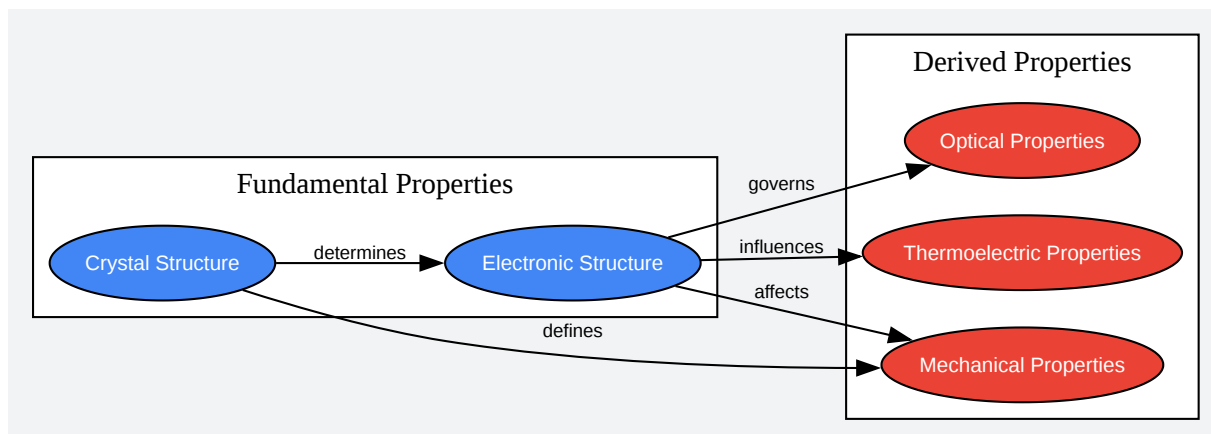 Derived Properties
Optical Properties
Fundamental Properties
governs
Crystal Structure
determines
Electronic Structure
influences
Thermoelectric Properties
affects
defines
Mechanical Properties